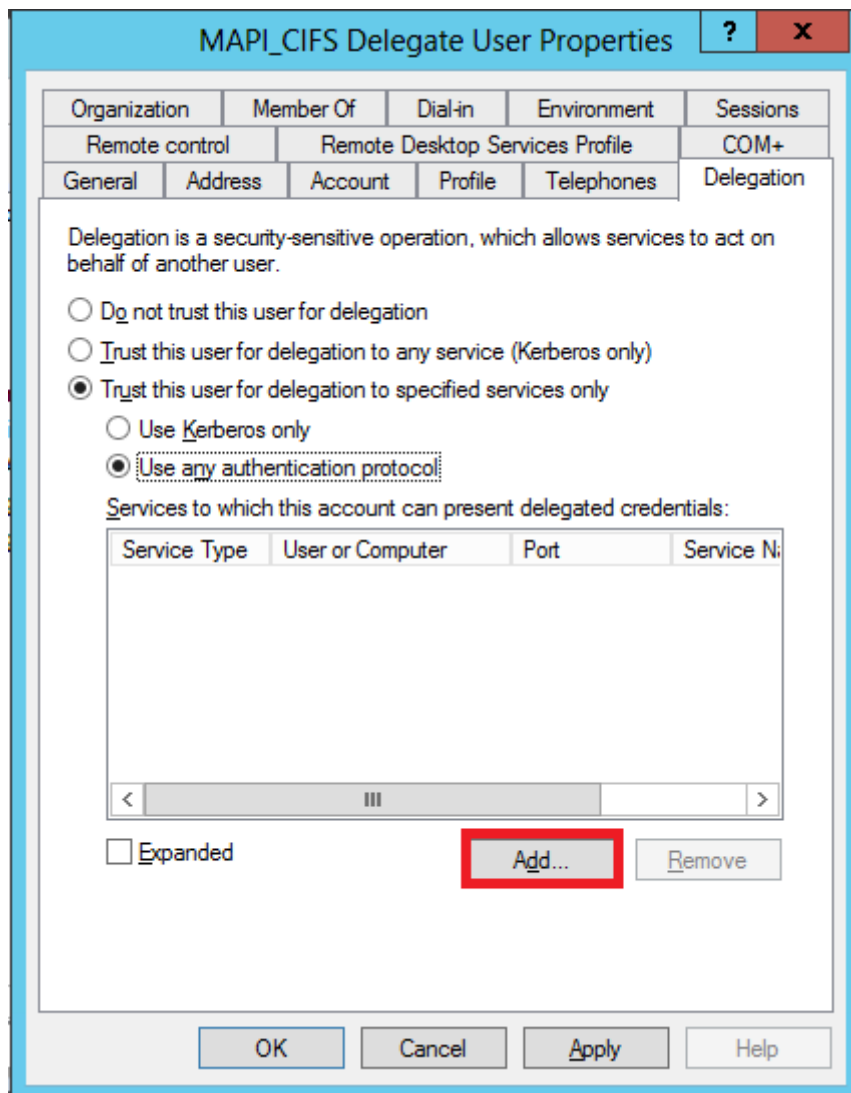 MAPI_CIFS Delegate User Properties
?
x
Organization Member Of Dial-in Environment Sessions
Remote control Remote Desktop Services Profile COM+
General Address Account Profile Telephones Delegation
Delegation is a security-sensitive operation, which allows services to act on
behalf of another user.
Do not trust this user for delegation
Trust this user for delegation to any service (Kerberos only)
Trust this user for delegation to specified services only
Use Kerberos only
Use any authentication protocol
Services to which this account can present delegated credentials:
Service Type User or Computer Port Service
Expanded Add... Remove
OK Cancel Apply Help